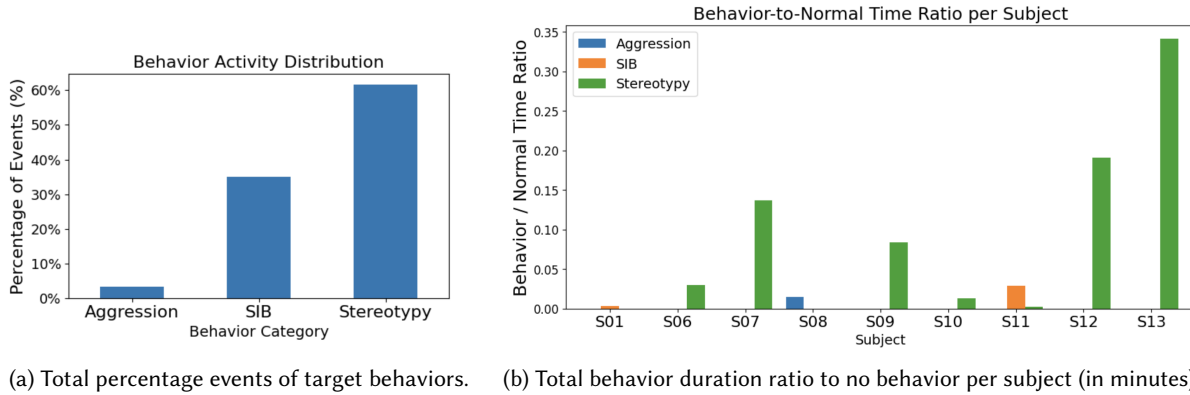 Behavior Activity Distribution
Percentage of Events (%)
60%
50%
40%
30%
20%
10%
0%
Aggression SIB Stereotypy
Behavior Category
(a) Total percentage events of target behaviors.
Behavior-to-Normal Time Ratio per Subject
Behavior / Normal Time Ratio
0.35
0.30
0.25
0.20
0.15
0.10
0.05
0.00
Aggression
SIB
Stereotypy
S01 S06 S07 S08 S09 S10 S11 S12 S13
Subject
(b) Total behavior duration ratio to no behavior per subject (in minutes)